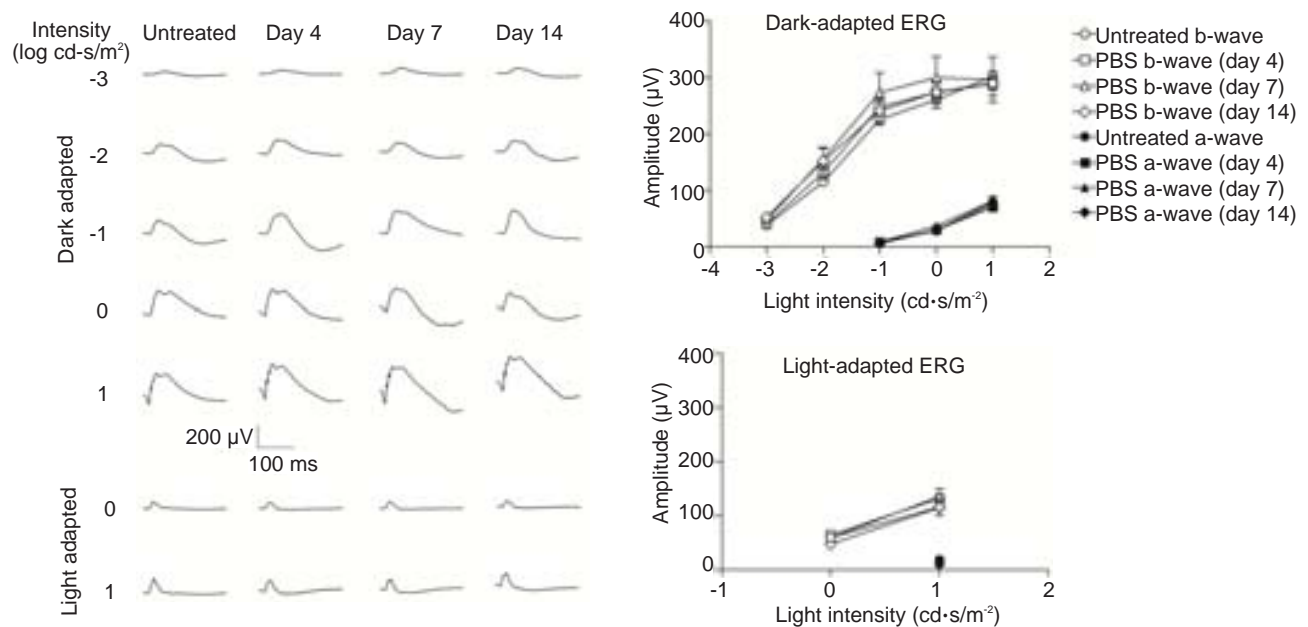 Intensity
(log cd-s/m²)
Untreated
Day 4
Day 7
Day 14
-3
-2
-1
0
1
Dark adapted
200 μV
100 ms
0
1
Light adapted
Dark-adapted ERG
400
300
200
100
0
Amplitude (μV)
-4
-3
-2
-1
0
1
2
Light intensity (cd·s/m⁻²)
Untreated b-wave
PBS b-wave (day 4)
PBS b-wave (day 7)
PBS b-wave (day 14)
Untreated a-wave
PBS a-wave (day 4)
PBS a-wave (day 7)
PBS a-wave (day 14)
Light-adapted ERG
400
300
200
100
0
Amplitude (μV)
-1
0
1
2
Light intensity (cd·s/m⁻²)